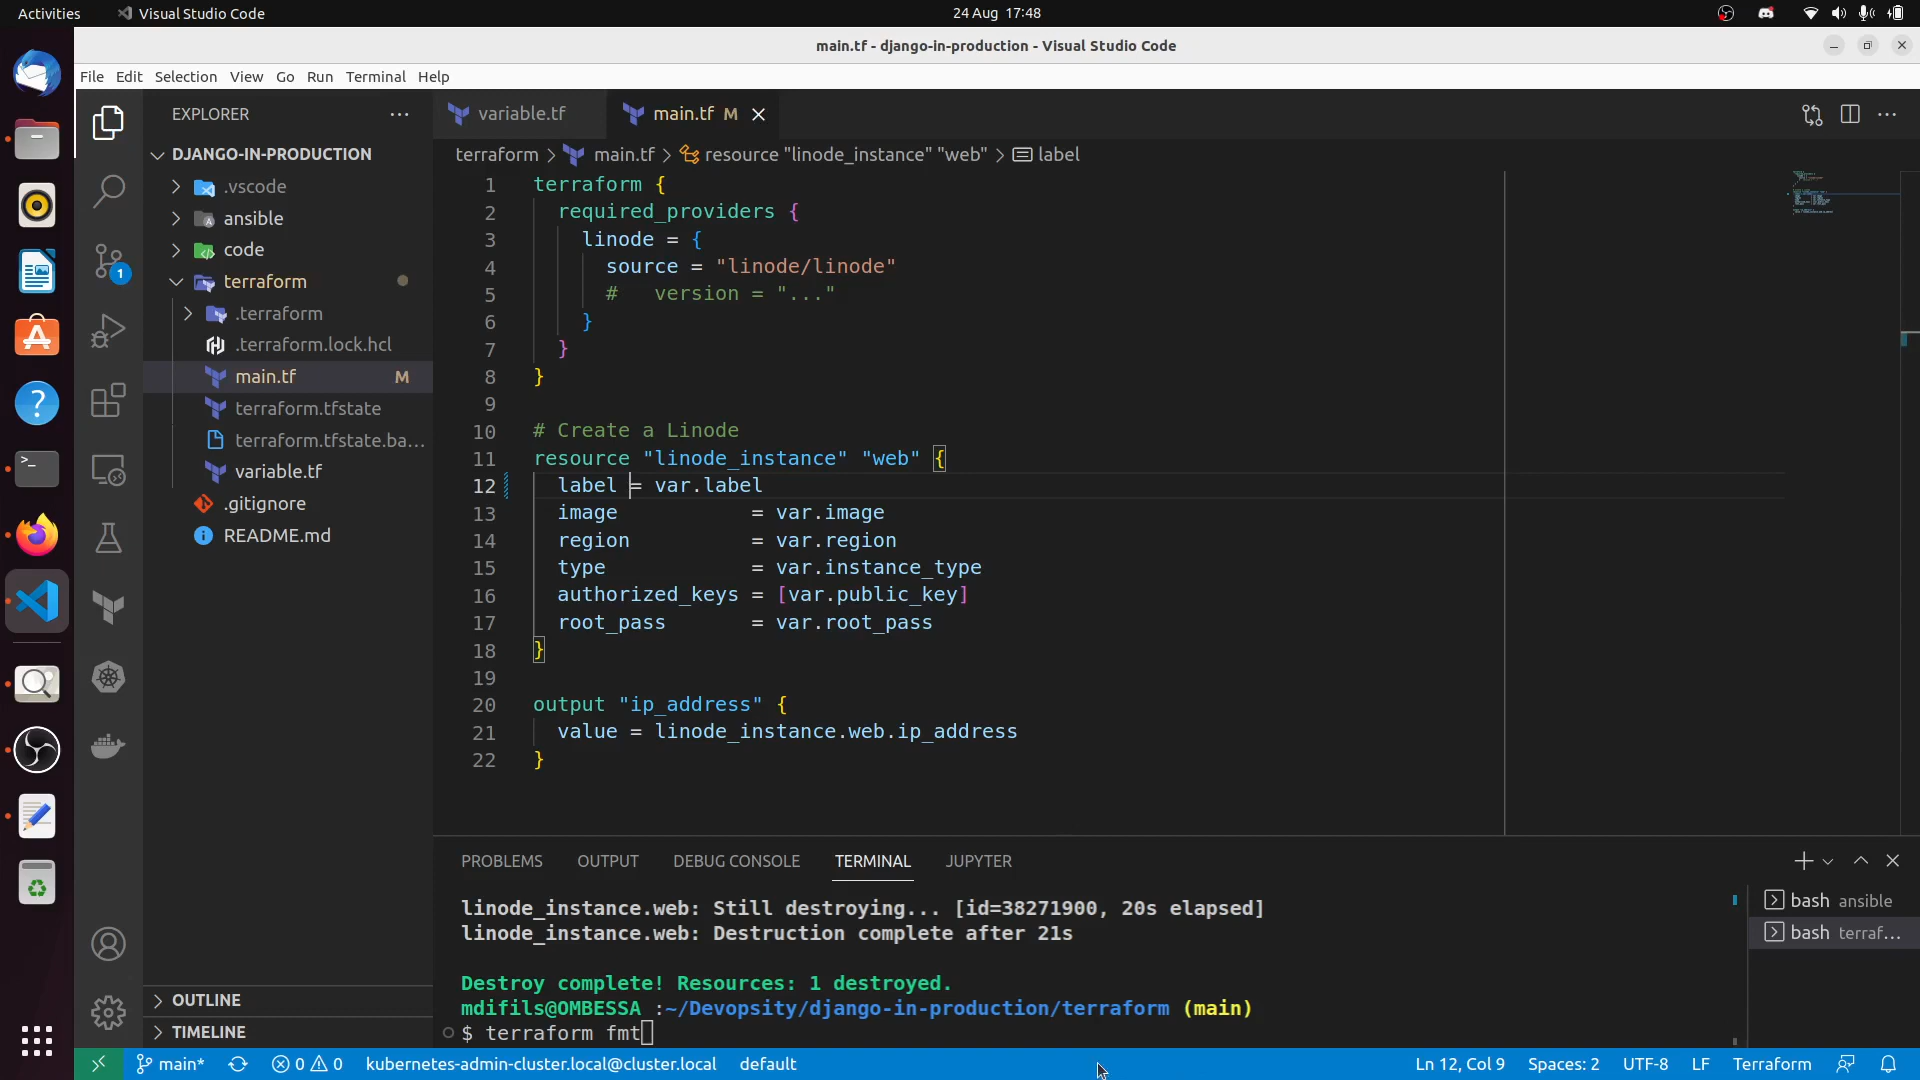 Activities
Visual Studio Code
24 Aug 17:48
main.tf - django-in-production - Visual Studio Code
File Edit Selection View Go Run Terminal Help
EXPLORER
DJANGO-IN-PRODUCTION
.vscode
ansible
code
terraform
.terraform
.terraform.lock.hcl
main.tf M
terraform.tfstate
terraform.tfstate.ba...
variable.tf
.gitignore
README.md
OUTLINE
TIMELINE
1
variable.tf
main.tf M
terraform > main.tf > resource "linode_instance" "web" > label
1 terraform {
2 required_providers {
3 linode = {
4 source = "linode/linode"
5 #   version = "..."
6 }
7 }
8 }
9
10 # Create a Linode
11 resource "linode_instance" "web" {
12 label = var.label
13 image           = var.image
14 region          = var.region
15 type            = var.instance_type
16 authorized_keys = [var.public_key]
17 root_pass       = var.root_pass
18 }
19
20 output "ip_address" {
21 value = linode_instance.web.ip_address
22 }
PROBLEMS OUTPUT DEBUG CONSOLE TERMINAL JUPYTER
linode_instance.web: Still destroying... [id=38271900, 20s elapsed]
linode_instance.web: Destruction complete after 21s
Destroy complete! Resources: 1 destroyed.
mdifils@OMBESSA :~/Devopsity/django-in-production/terraform (main)
$ terraform fmt
bash ansible
bash terraf...
main* 0 0 kubernetes-admin-cluster.local@cluster.local default
Ln 12, Col 9 Spaces: 2 UTF-8 LF Terraform